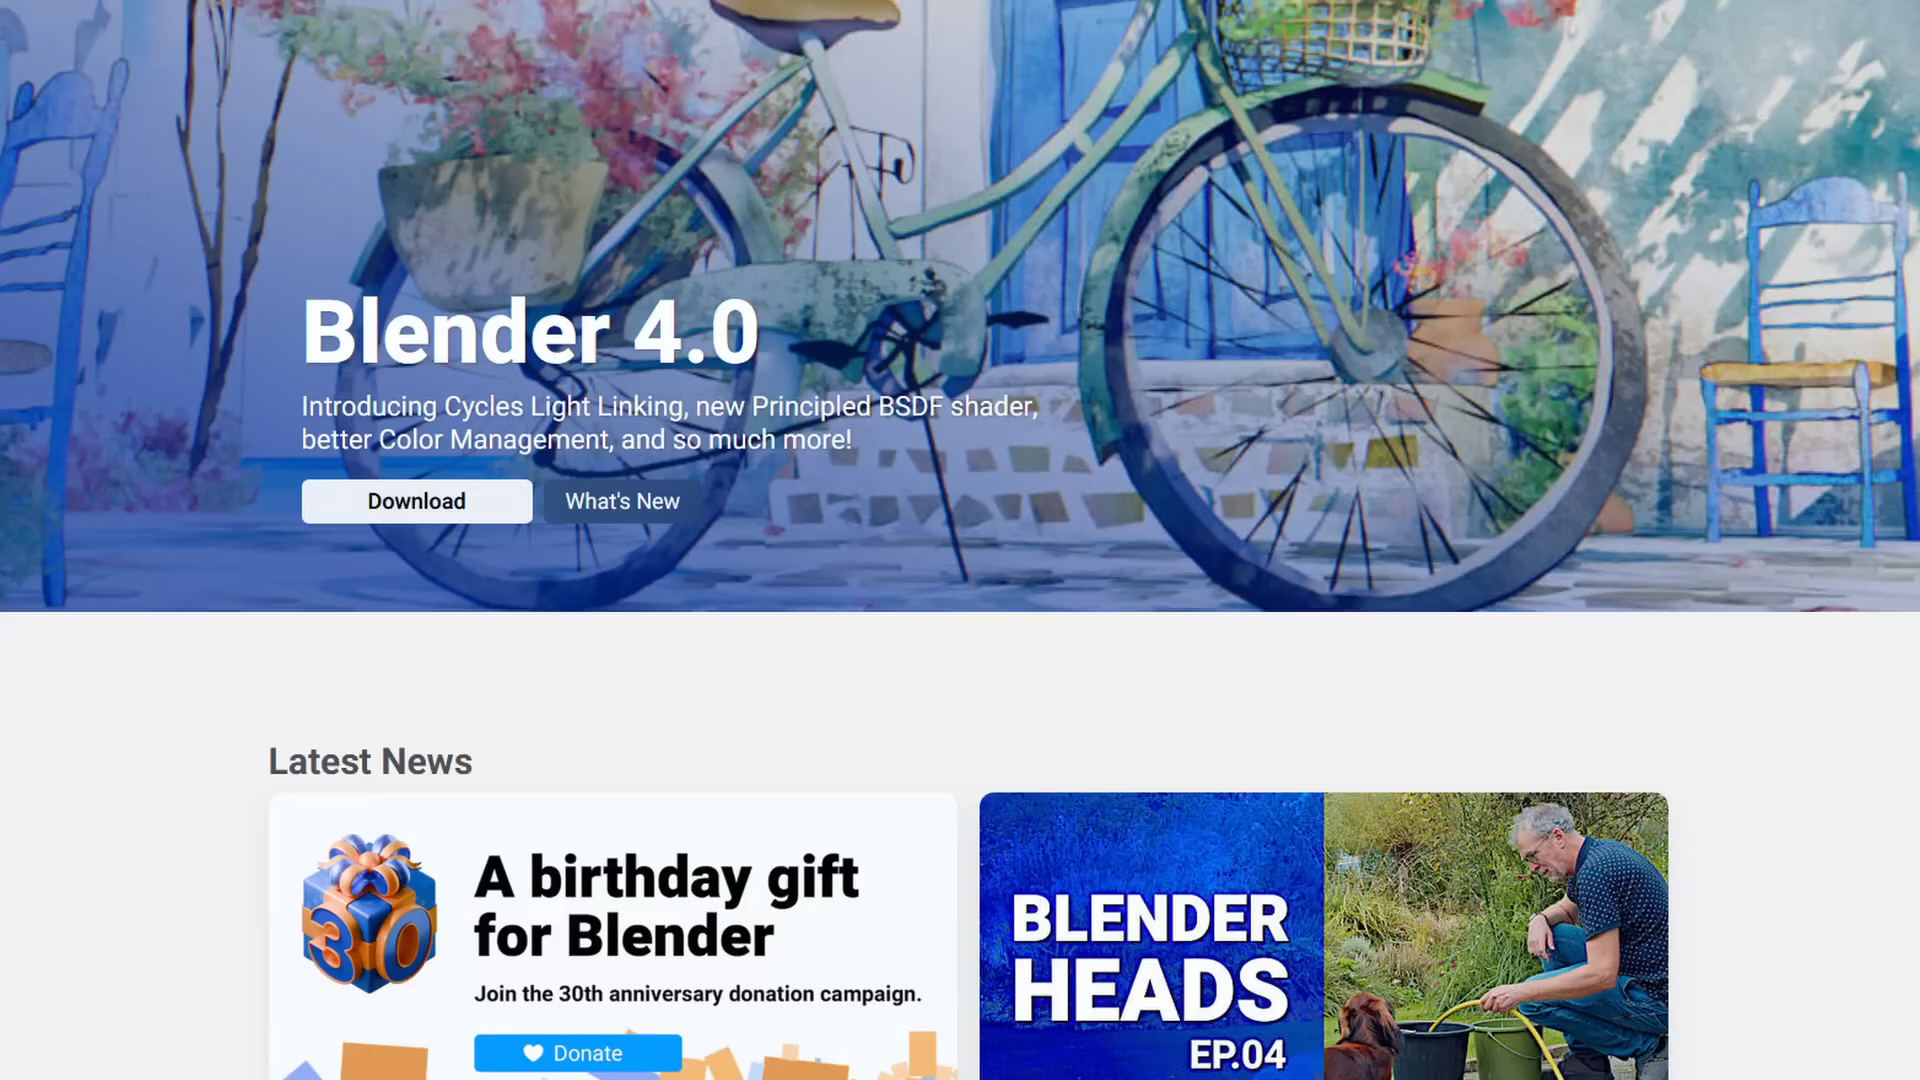 Blender 4.0
Introducing Cycles Light Linking, new Principled BSDF shader,
better Color Management, and so much more!
Download
What's New
Latest News
30
A birthday gift
for Blender
Join the 30th anniversary donation campaign.
Donate
BLENDER
HEADS
EP.04